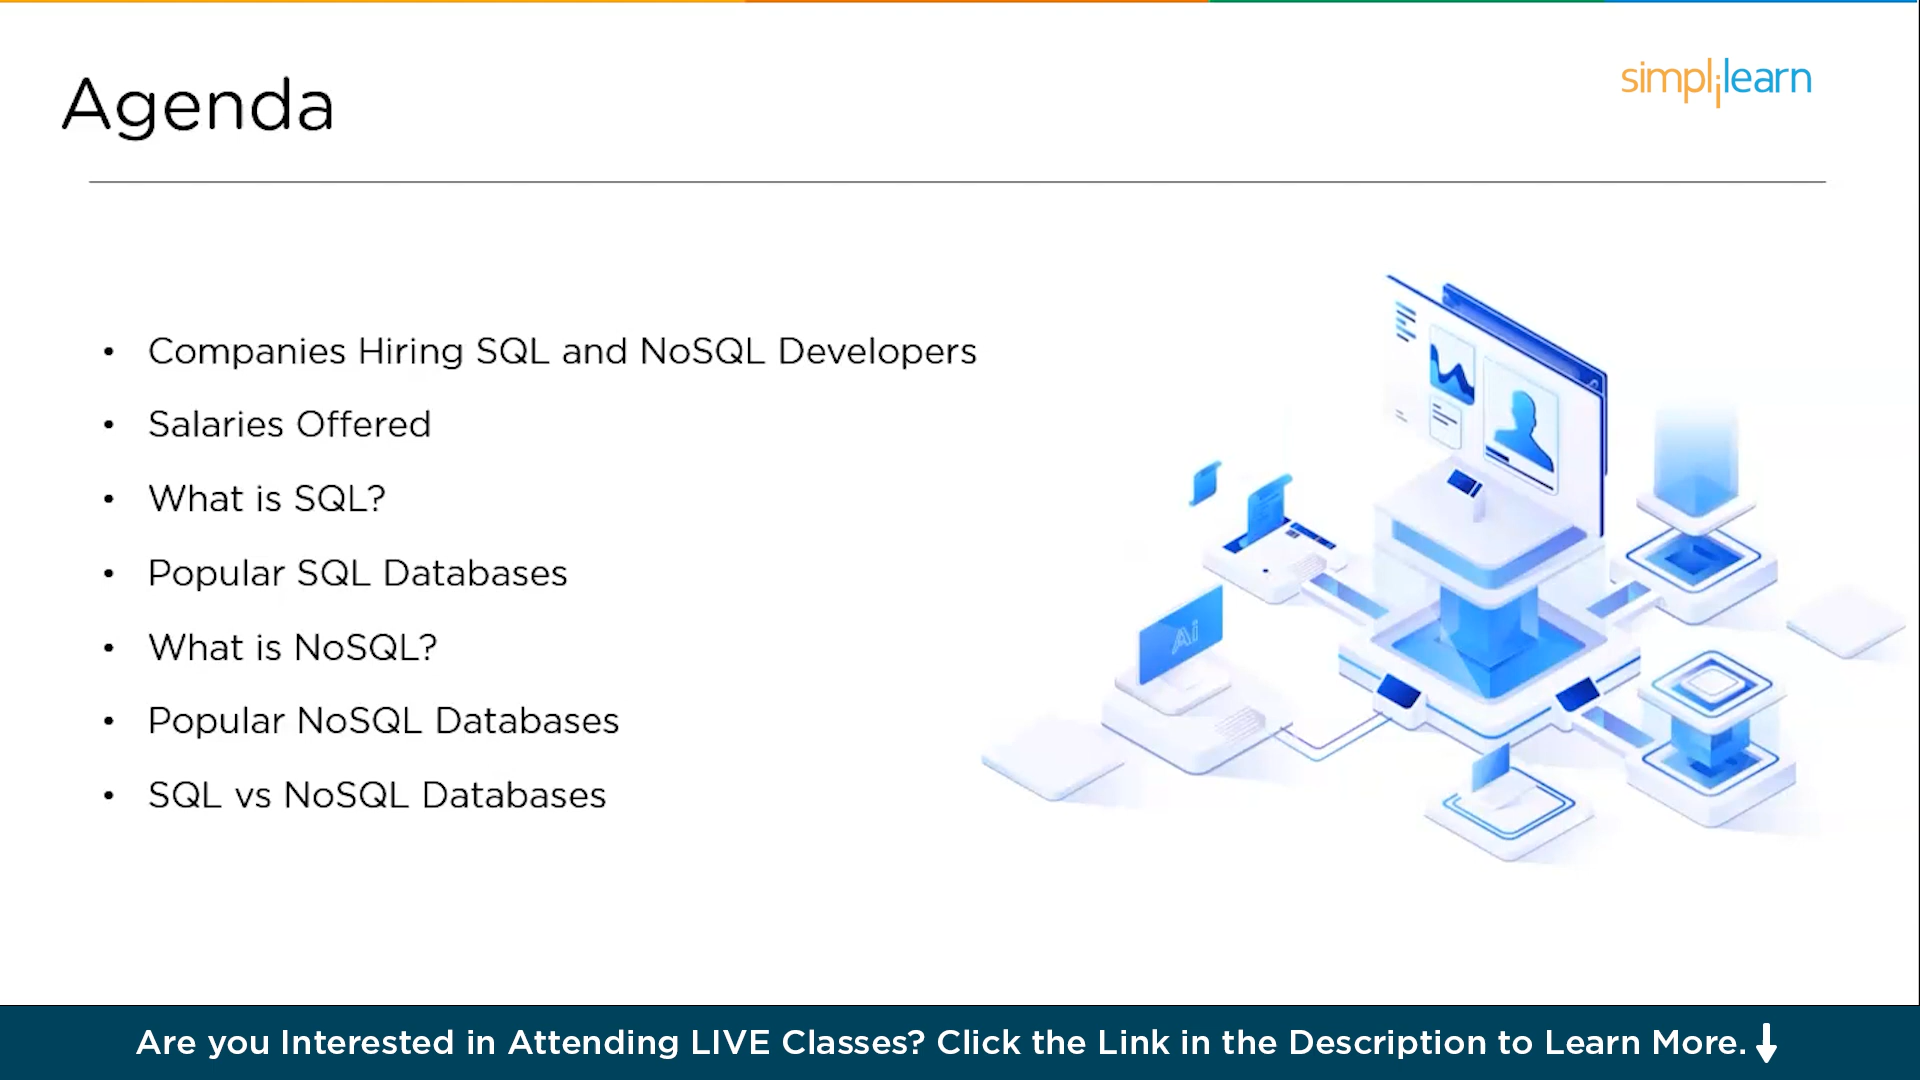 Agenda
simplilearn
• Companies Hiring SQL and NoSQL Developers
• Salaries Offered
• What is SQL?
• Popular SQL Databases
• What is NoSQL?
• Popular NoSQL Databases
• SQL vs NoSQL Databases
Ai
Are you Interested in Attending LIVE Classes? Click the Link in the Description to Learn More.